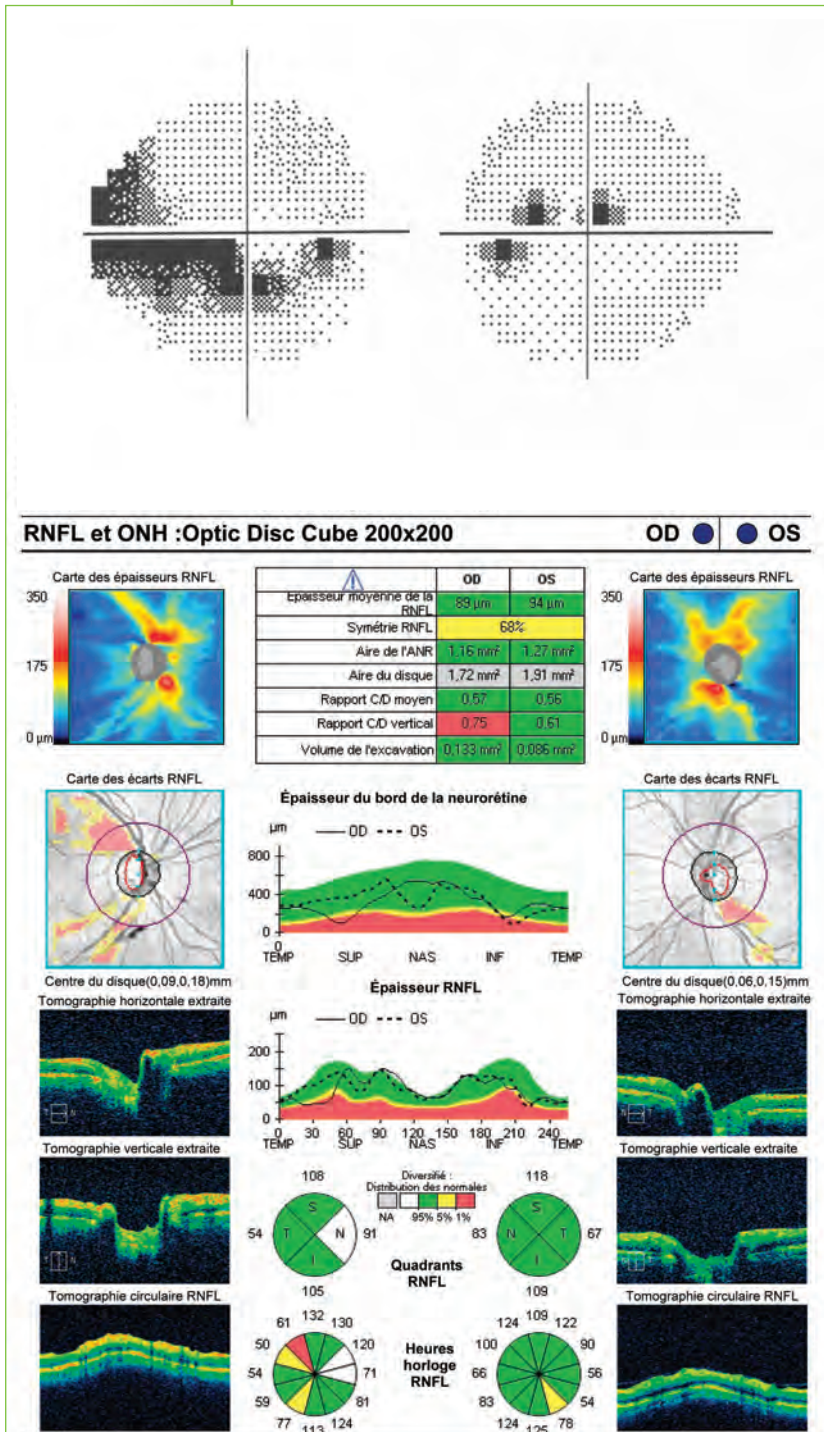 RNFL et ONH :Optic Disc Cube 200x200 OD OS
Carte des épaisseurs RNFL
350
175
0 µm
OD OS
Épaisseur moyenne de la RNFL 89 µm 94 µm
Symétrie RNFL 68%
Aire de l'ANR 1,16 mm² 1,27 mm²
Aire du disque 1,72 mm² 1,91 mm²
Rapport C/D moyen 0,57 0,56
Rapport C/D vertical 0,75 0,61
Volume de l'excavation 0,133 mm³ 0,086 mm³
Carte des épaisseurs RNFL
350
175
0 µm
Carte des écarts RNFL
Centre du disque(0,09,0,18)mm
Épaisseur du bord de la neurorétine
µm OD OS
800
400
0
0
TEMP SUP NAS INF TEMP
Carte des écarts RNFL
Centre du disque(0,06,0,15)mm
Tomographie horizontale extraite
T N
Épaisseur RNFL
µm OD OS
200
100
0
0 30 60 90 120 150 180 210 240
TEMP SUP NAS INF TEMP
Tomographie horizontale extraite
N T
Tomographie verticale extraite
108
S
54 T N 91
I
105
Diversifié :
Distribution des normales
NA 95% 5% 1%
Quadrants
RNFL
118
S
83 N T 67
I
109
Tomographie verticale extraite
Tomographie circulaire RNFL
132
61 130
50 120
54 71
59 81
77 124
113
Heures
horloge
RNFL
109
124 122
100 90
66 56
83 54
124 78
125
Tomographie circulaire RNFL